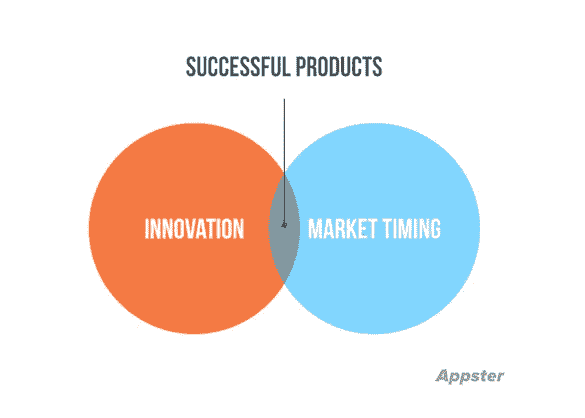 SUCCESSFUL PRODUCTS
INNOVATION
MARKET TIMING
Appster